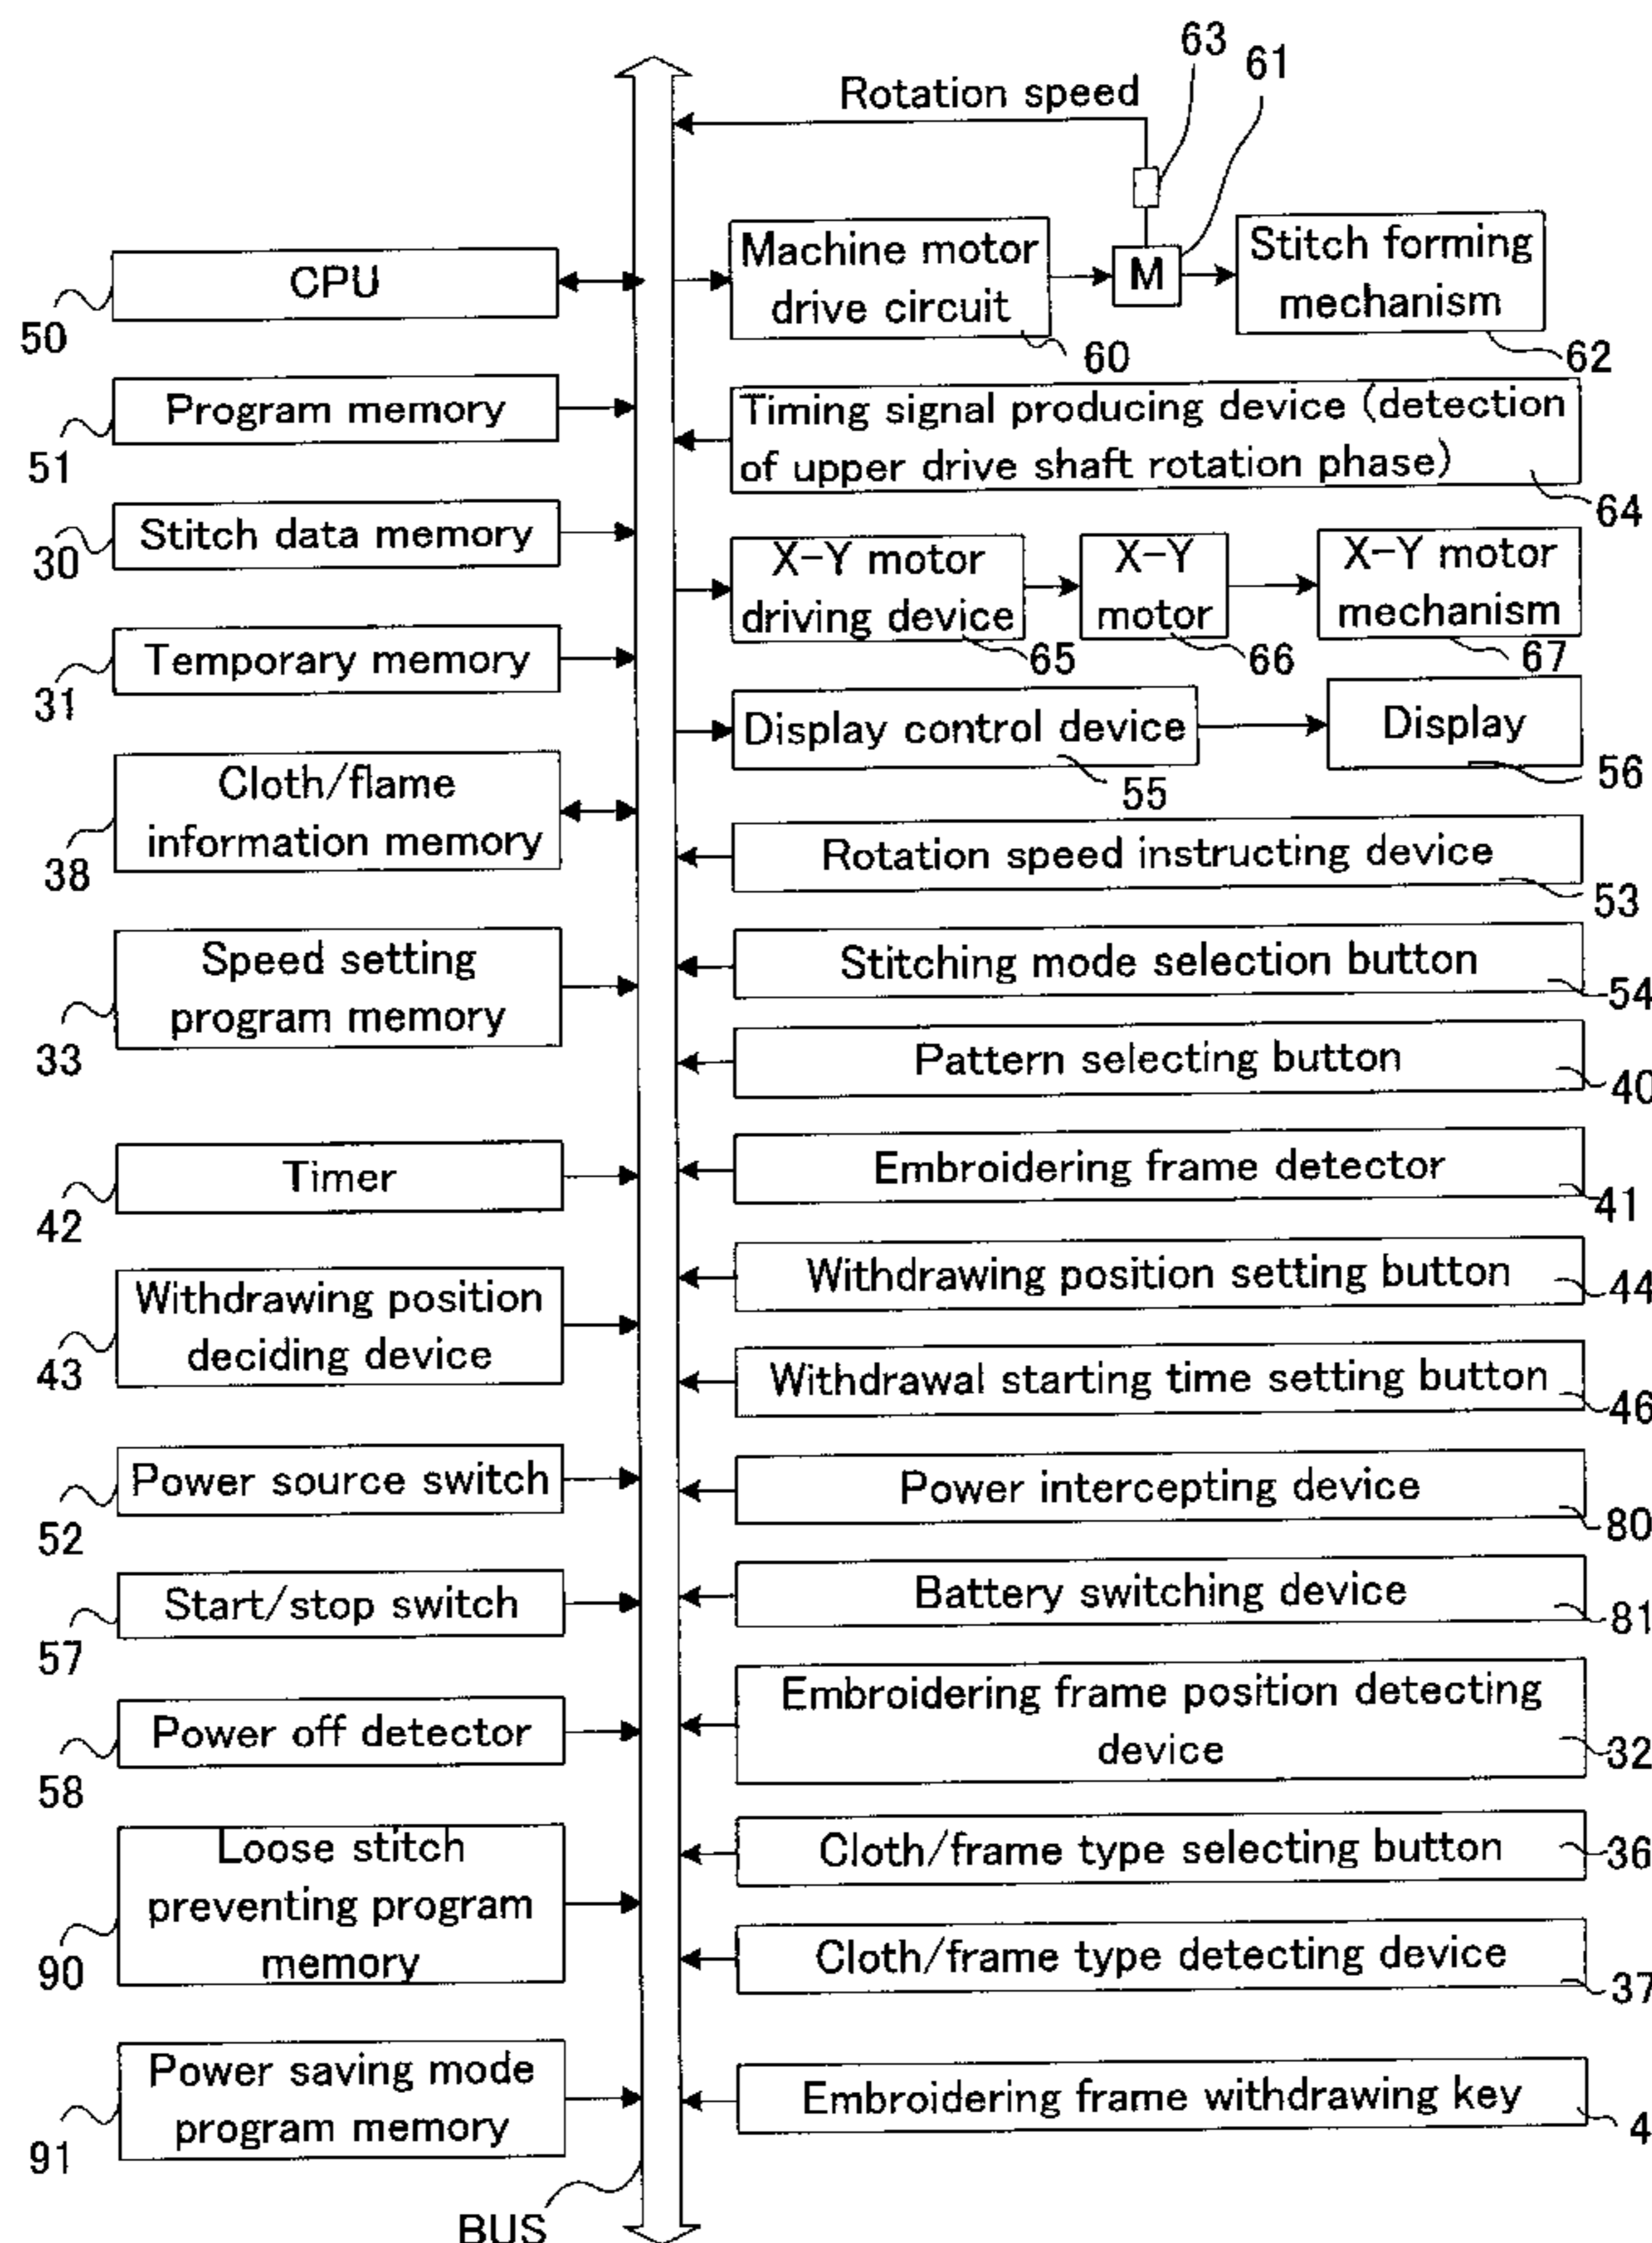 63
61
Rotation speed
CPU
50
Machine motor
drive circuit
60
M
Stitch forming
mechanism
62
Program memory
51
Timing signal producing device (detection
of upper drive shaft rotation phase)
64
Stitch data memory
30
X-Y motor
driving device
65
X-Y
motor
66
X-Y motor
mechanism
67
Temporary memory
31
Display control device
55
Display
56
Cloth/flame
information memory
38
Rotation speed instructing device
53
Speed setting
program memory
33
Stitching mode selection button
54
Pattern selecting button
40
Timer
42
Embroidering frame detector
41
Withdrawing position
deciding device
43
Withdrawing position setting button
44
Withdrawal starting time setting button
46
Power source switch
52
Power intercepting device
80
Start/stop switch
57
Battery switching device
81
Power off detector
58
Embroidering frame position detecting
device
32
Loose stitch
preventing program
memory
90
Cloth/frame type selecting button
36
Cloth/frame type detecting device
37
Power saving mode
program memory
91
Embroidering frame withdrawing key
4
BUS